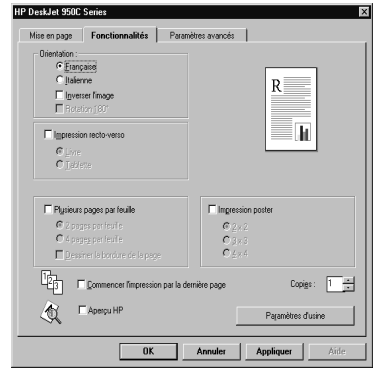 HP DeskJet 950C Series
Mise en page Fonctionnalités Paramètres avancés
Orientation :
Française
Italienne
Inverser l'image
Rotation 180°
R
Impression recto-verso
Livre
Tablette
Plusieurs pages par feuille
2 pages par feuille
4 pages par feuille
Dessiner la bordure de la page
Impression poster
2 x 2
3 x 3
4 x 4
1 2 3
Commencer l'impression par la dernière page
Copies : 1
Aperçu HP
Paramètres d'usine
OK Annuler Appliquer Aide